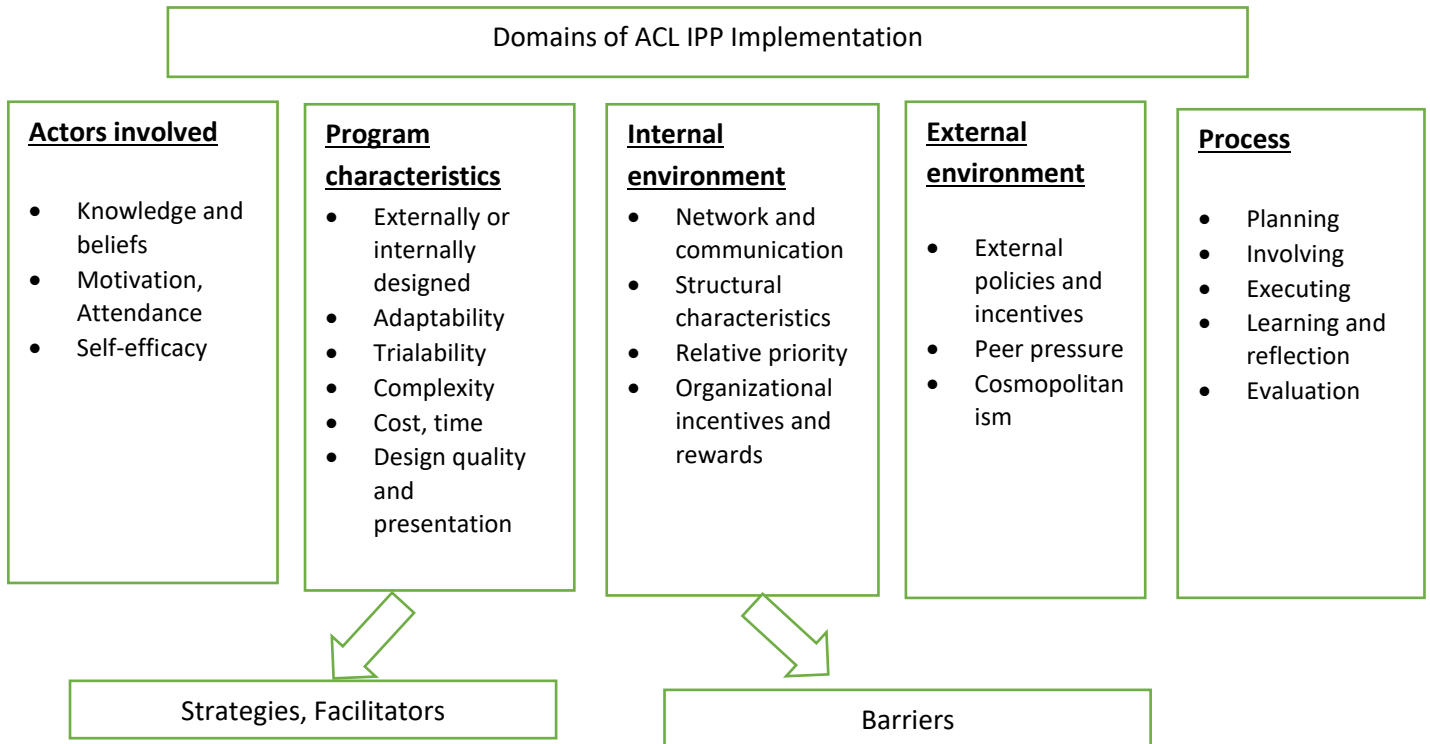 Domains of ACL IPP Implementation
Actors involved
• Knowledge and
beliefs
• Motivation,
Attendance
• Self-efficacy
Program
characteristics
• Externally or
internally
designed
• Adaptability
• Trialability
• Complexity
• Cost, time
• Design quality
and
presentation
Internal
environment
• Network and
communication
• Structural
characteristics
• Relative priority
• Organizational
incentives and
rewards
External
environment
• External
policies and
incentives
• Peer pressure
• Cosmopolitan
ism
Process
• Planning
• Involving
• Executing
• Learning and
reflection
• Evaluation
Strategies, Facilitators
Barriers